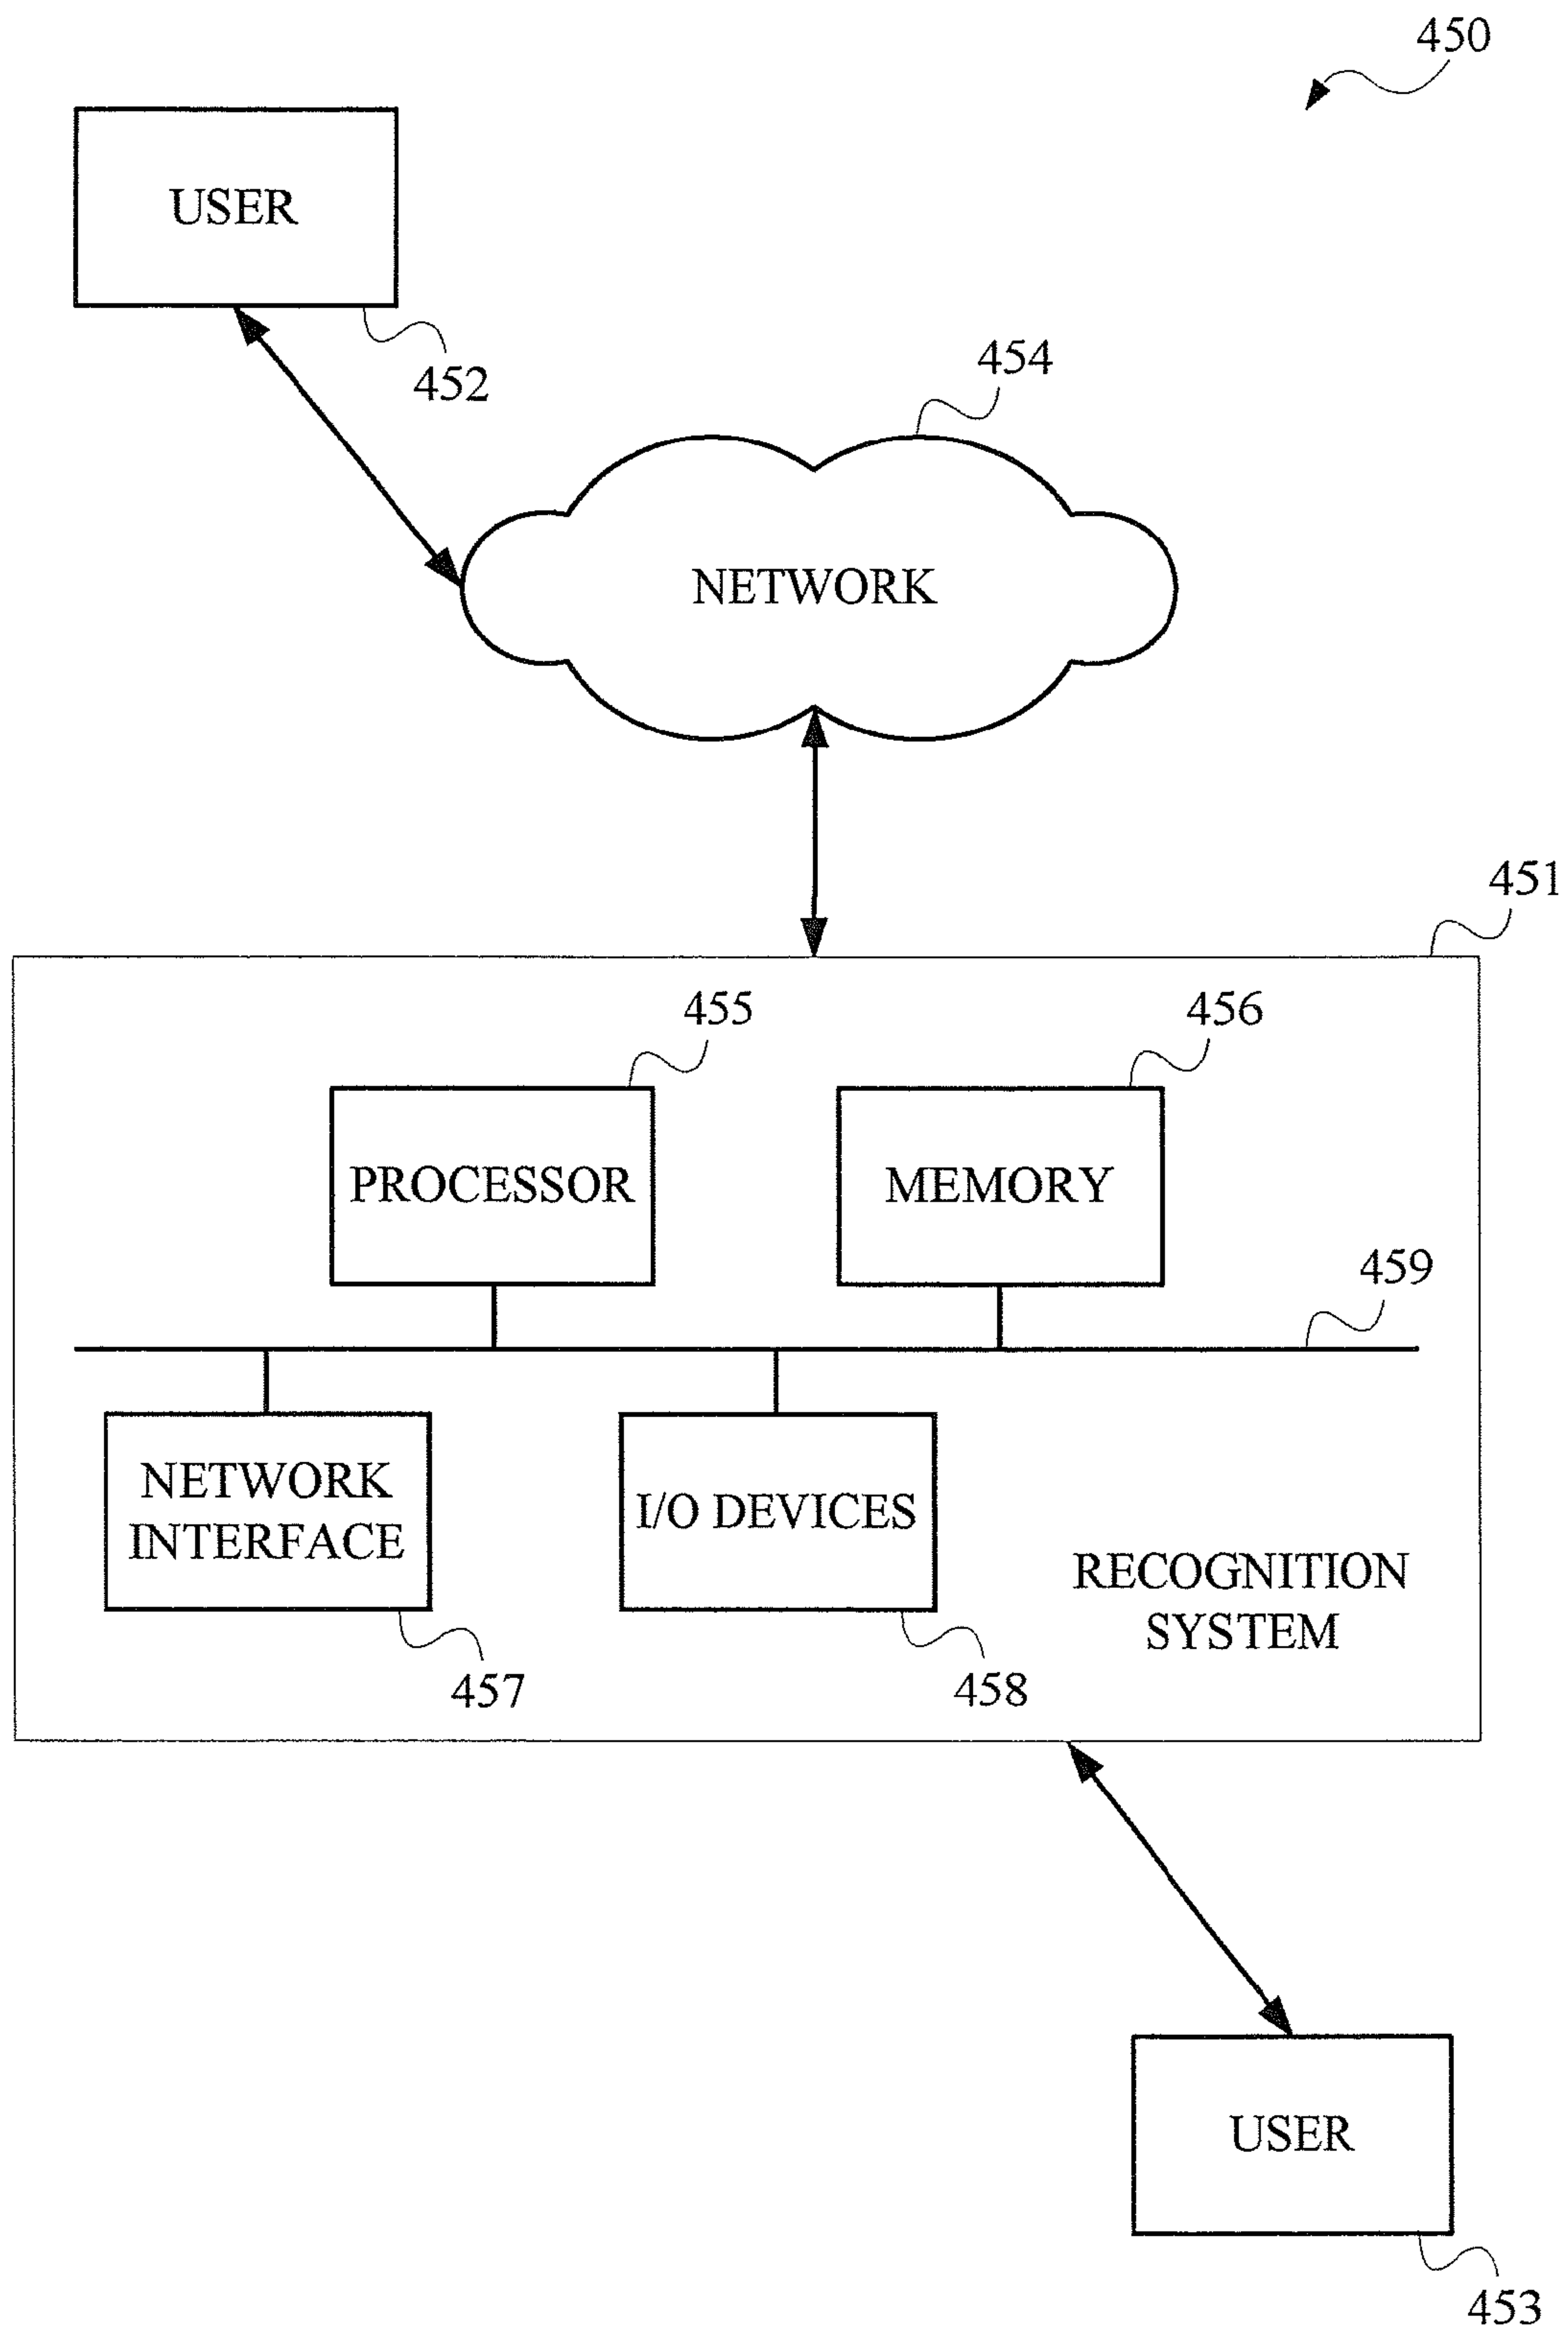 450
USER
452
454
NETWORK
451
455
456
PROCESSOR
MEMORY
459
NETWORK
INTERFACE
I/O DEVICES
RECOGNITION
SYSTEM
457
458
USER
453